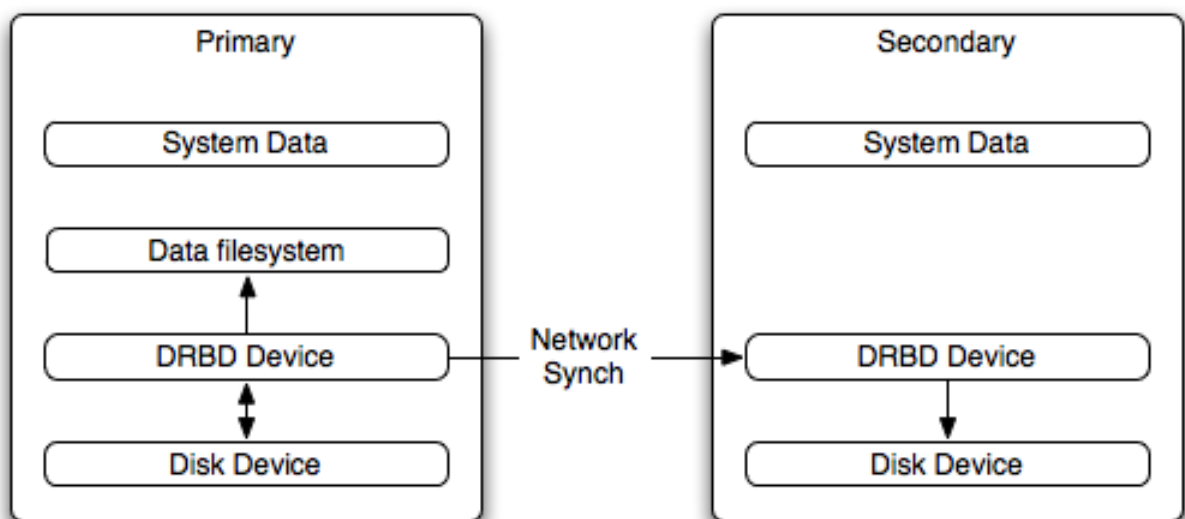 Primary
System Data
Data filesystem
DRBD Device
Disk Device
Network
Synch
Secondary
System Data
DRBD Device
Disk Device